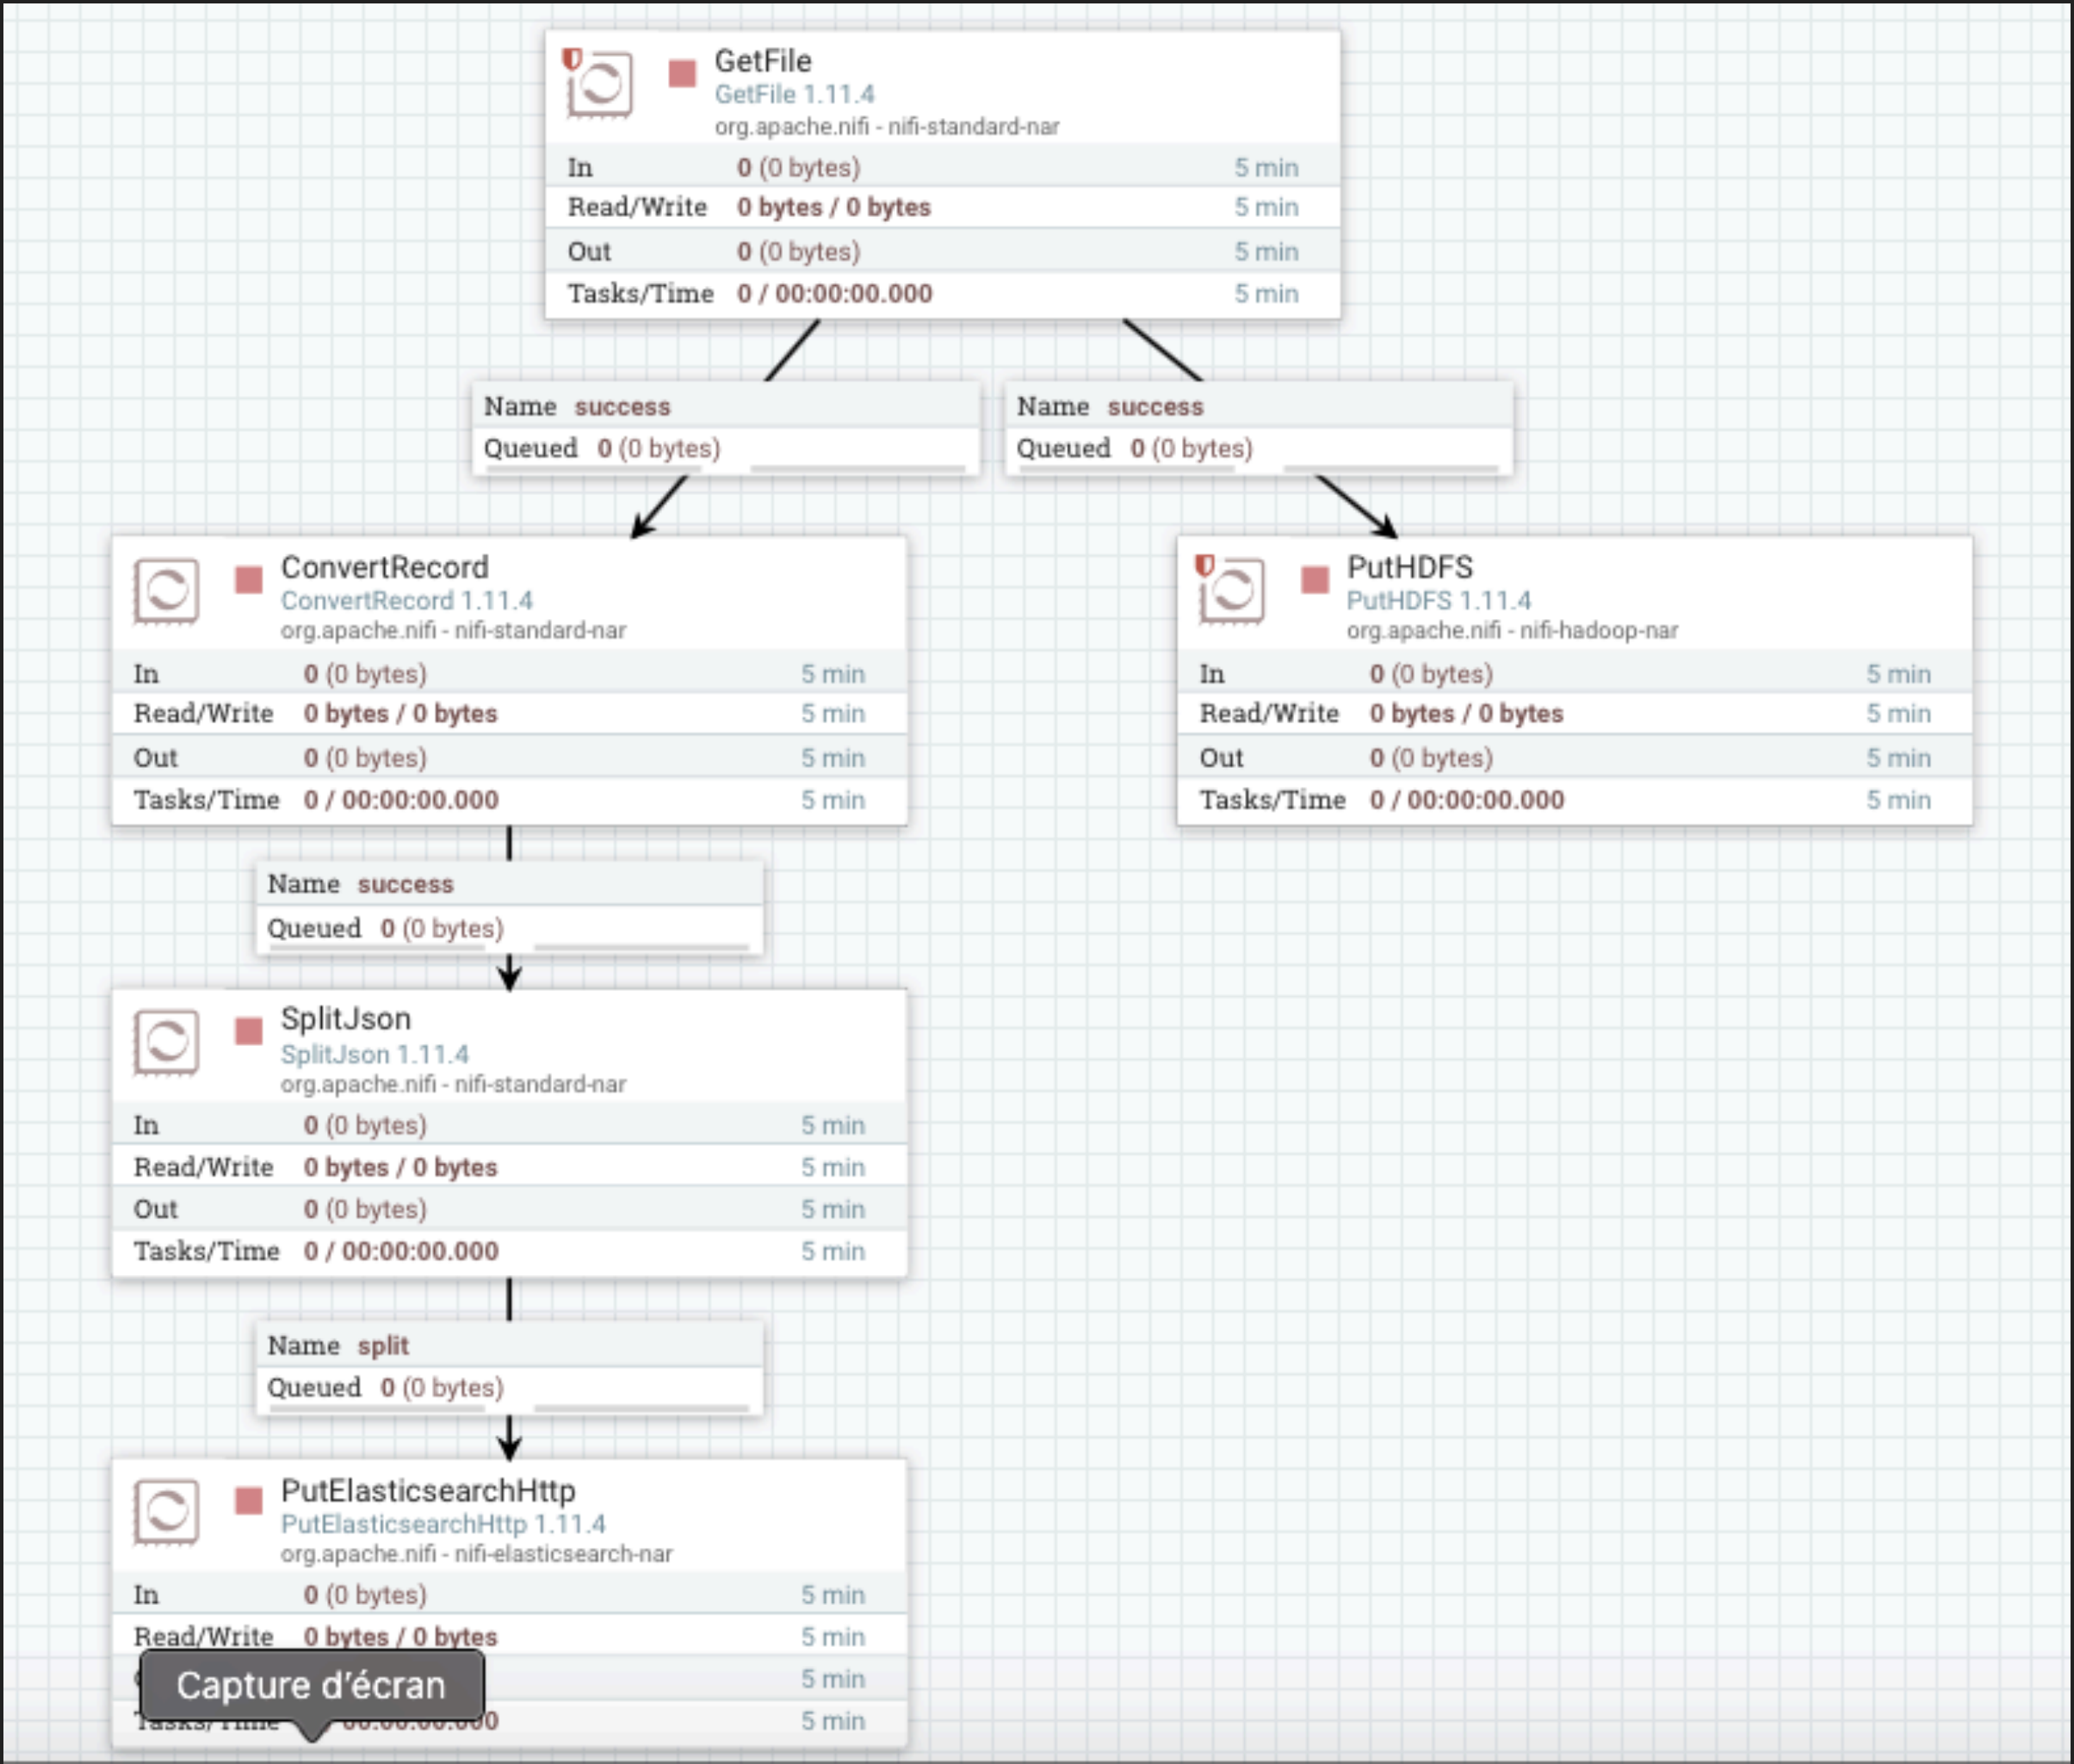 GetFile
GetFile 1.11.4
org.apache.nifi - nifi-standard-nar
In 0 (0 bytes) 5 min
Read/Write 0 bytes / 0 bytes 5 min
Out 0 (0 bytes) 5 min
Tasks/Time 0 / 00:00:00.000 5 min
Name success
Queued 0 (0 bytes)
Name success
Queued 0 (0 bytes)
ConvertRecord
ConvertRecord 1.11.4
org.apache.nifi - nifi-standard-nar
In 0 (0 bytes) 5 min
Read/Write 0 bytes / 0 bytes 5 min
Out 0 (0 bytes) 5 min
Tasks/Time 0 / 00:00:00.000 5 min
PutHDFS
PutHDFS 1.11.4
org.apache.nifi - nifi-hadoop-nar
In 0 (0 bytes) 5 min
Read/Write 0 bytes / 0 bytes 5 min
Out 0 (0 bytes) 5 min
Tasks/Time 0 / 00:00:00.000 5 min
Name success
Queued 0 (0 bytes)
SplitJson
SplitJson 1.11.4
org.apache.nifi - nifi-standard-nar
In 0 (0 bytes) 5 min
Read/Write 0 bytes / 0 bytes 5 min
Out 0 (0 bytes) 5 min
Tasks/Time 0 / 00:00:00.000 5 min
Name split
Queued 0 (0 bytes)
PutElasticsearchHttp
PutElasticsearchHttp 1.11.4
org.apache.nifi - nifi-elasticsearch-nar
In 0 (0 bytes) 5 min
Read/Write 0 bytes / 0 bytes 5 min
5 min
Capture d'écran
Tasks/Time 00:00:00.000 5 min